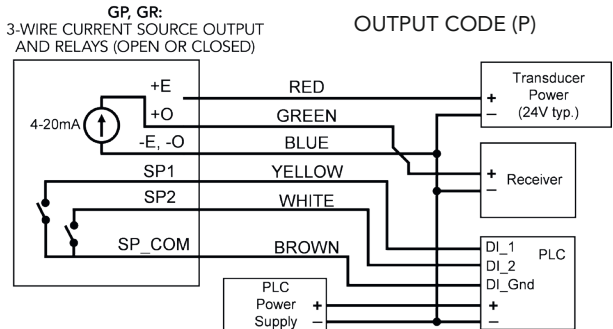 GP, GR:
3-WIRE CURRENT SOURCE OUTPUT
AND RELAYS (OPEN OR CLOSED)
OUTPUT CODE (P)
+E
RED
+O
GREEN
4-20mA
-E, -O
BLUE
SP1
YELLOW
SP2
WHITE
SP_COM
BROWN
Transducer
Power
(24V typ.)
+
–
+
Receiver
–
DI_1
PLC
DI_2
DI_Gnd
+
–
PLC
Power +
Supply –